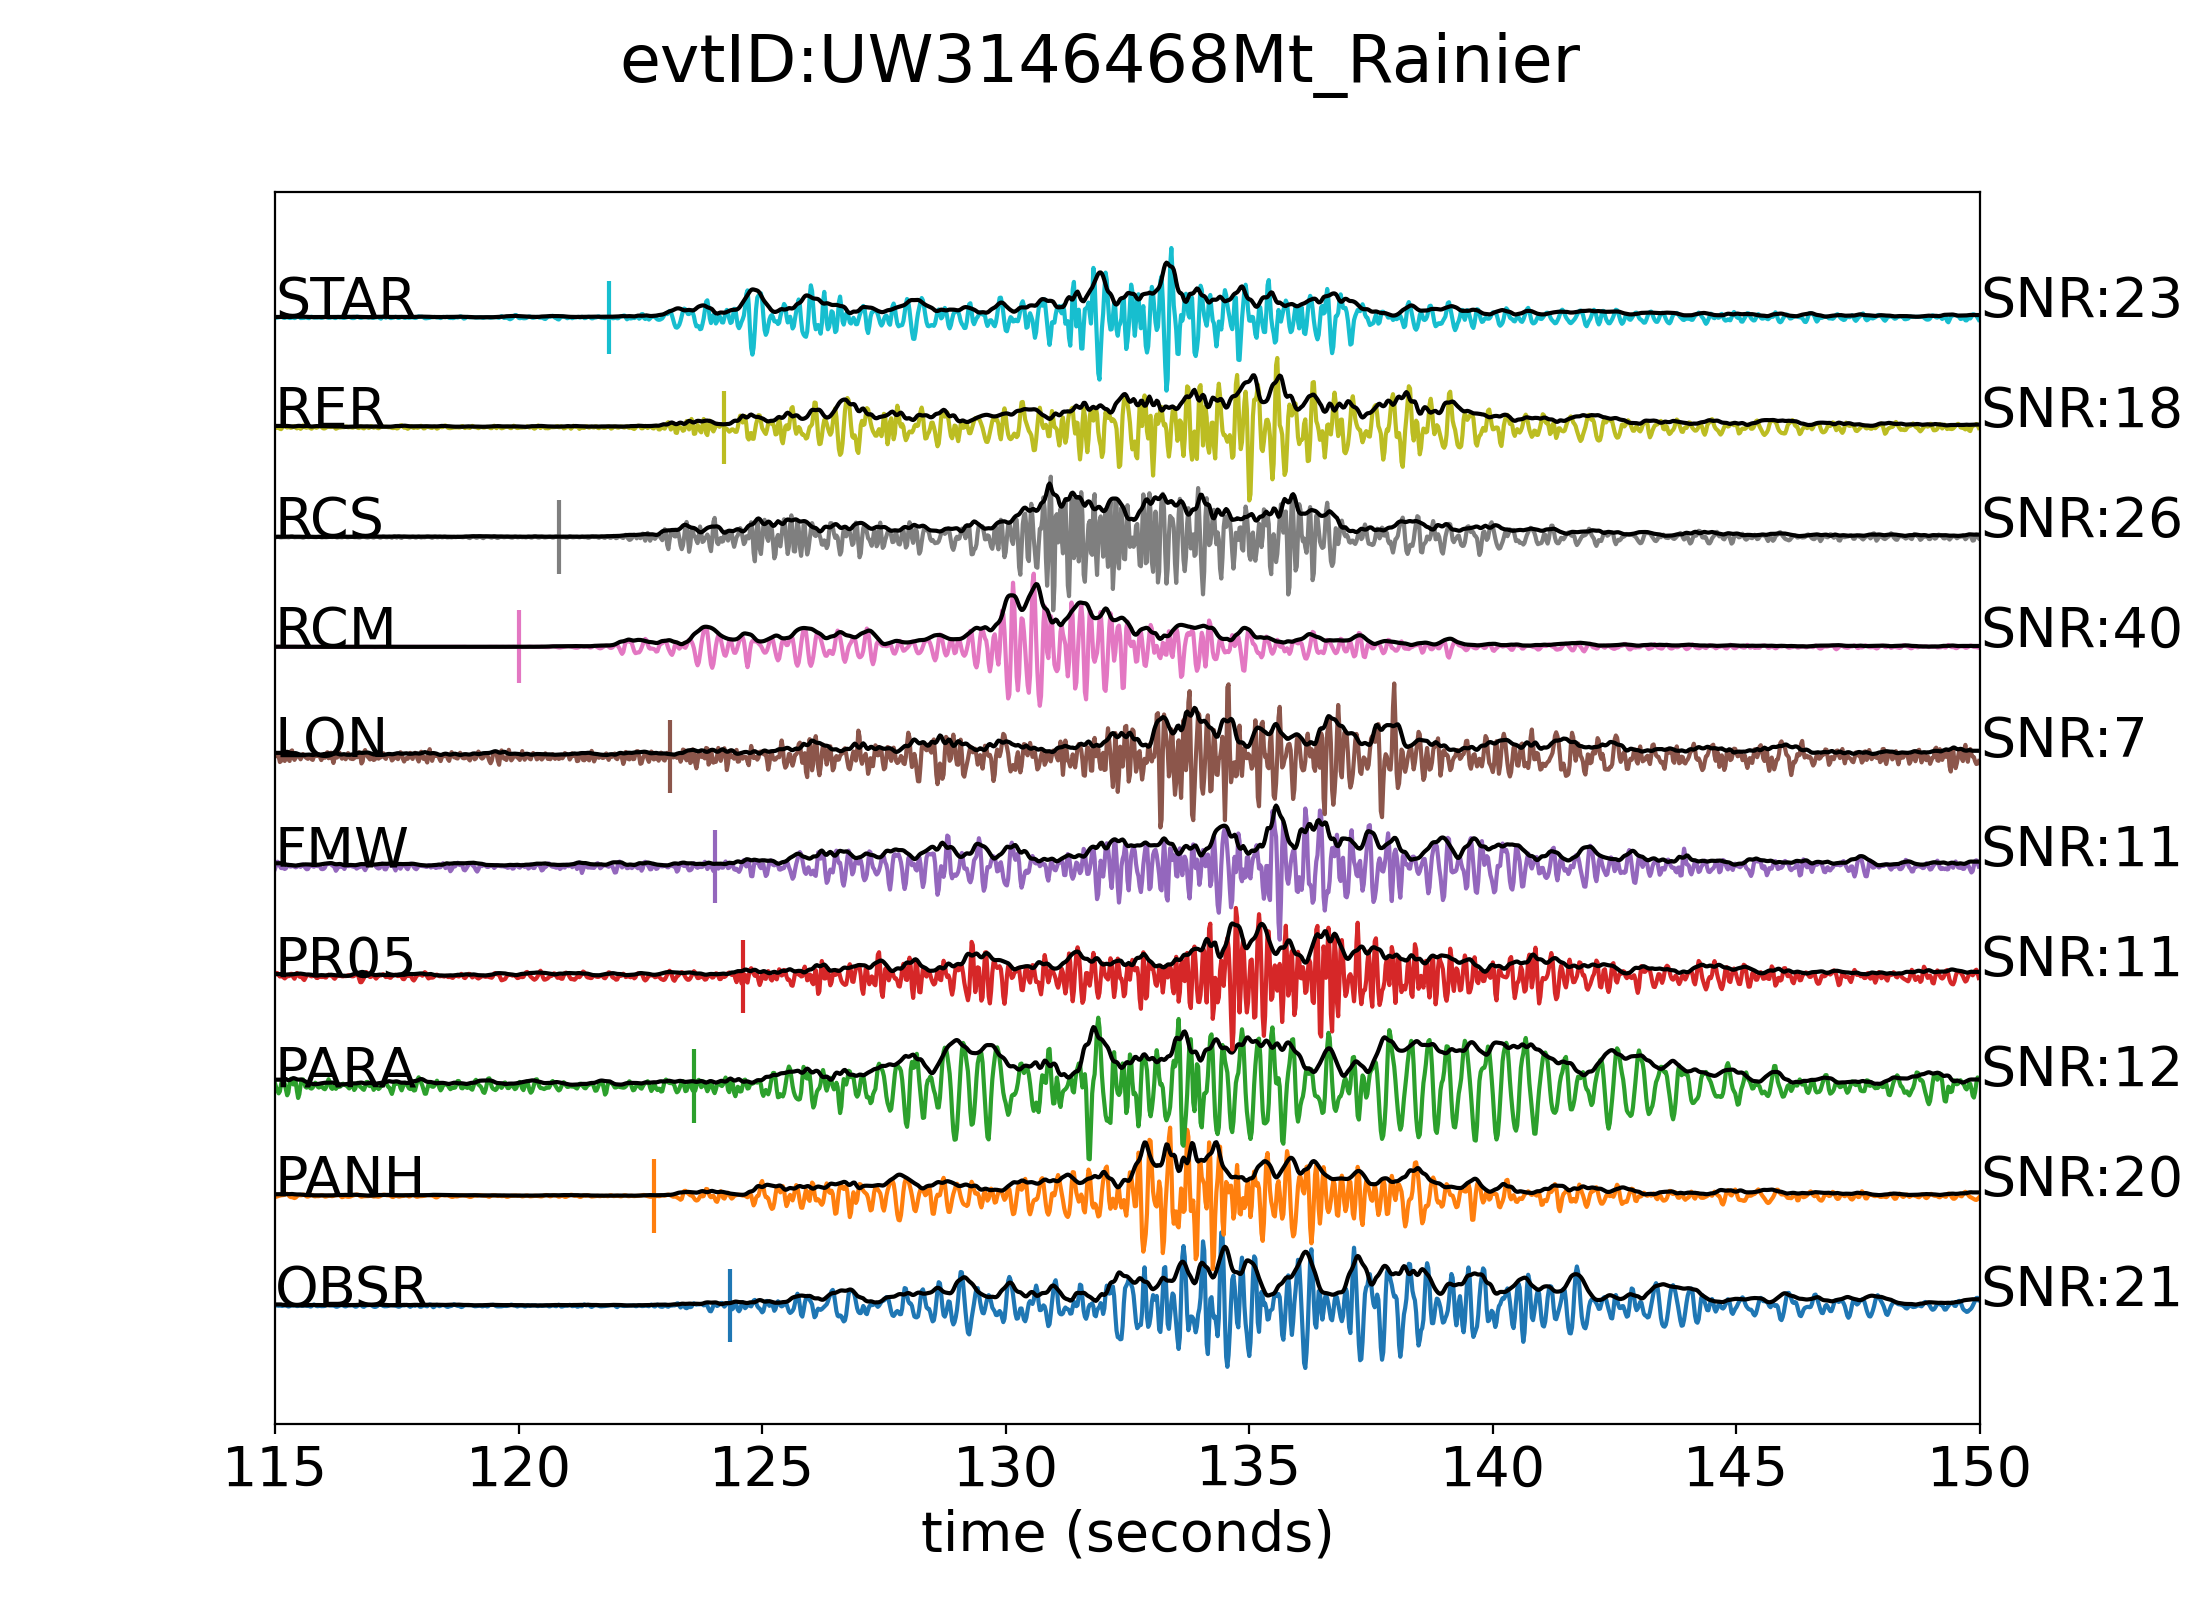 evtID:UW3146468Mt_Rainier
STAR SNR:23
RER SNR:18
RCS SNR:26
RCM SNR:40
LON SNR:7
FMW SNR:11
PR05 SNR:11
PARA SNR:12
PANH SNR:20
OBSR SNR:21
115 120 125 130 135 140 145 150
time (seconds)